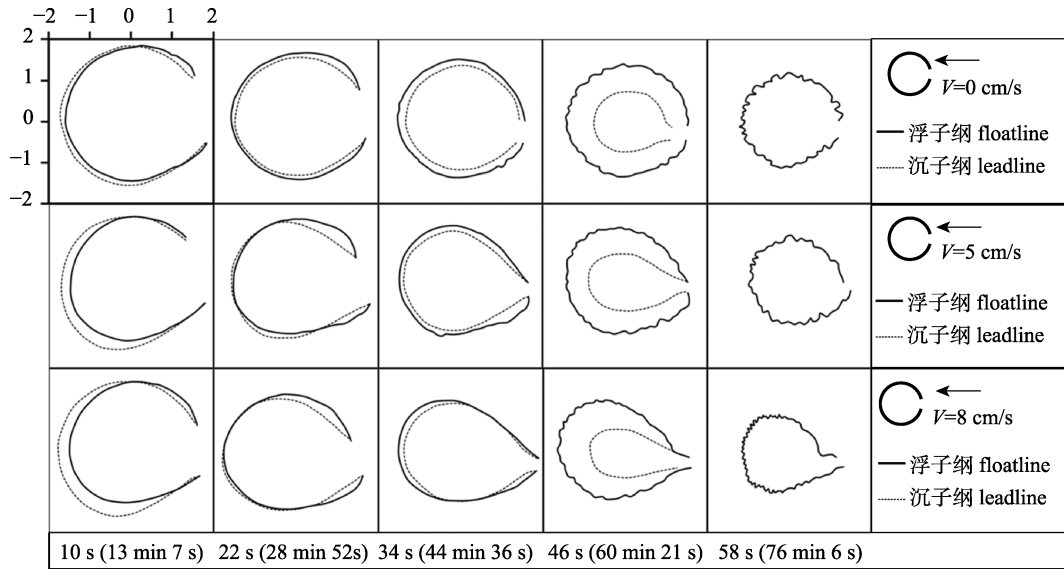 −2 −1 0 1 2
2
1
0
−1
−2
V=0 cm/s
浮子纲 floatline
沉子纲 leadline
V=5 cm/s
浮子纲 floatline
沉子纲 leadline
V=8 cm/s
浮子纲 floatline
沉子纲 leadline
10 s (13 min 7 s) 22 s (28 min 52s) 34 s (44 min 36 s) 46 s (60 min 21 s) 58 s (76 min 6 s)